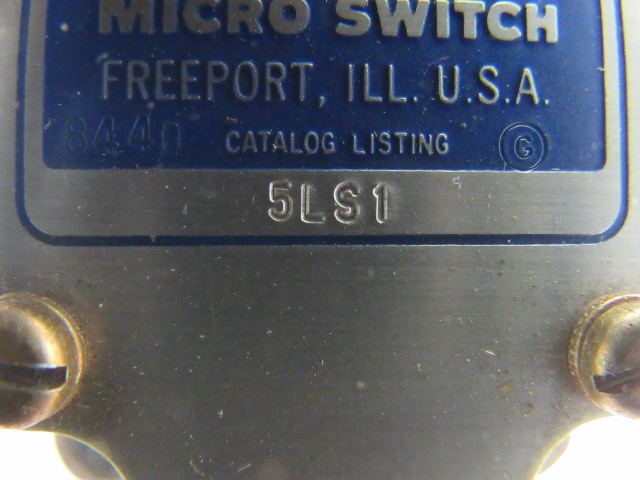 MICRO SWITCH
FREEPORT, ILL. U.S.A.
8440 CATALOG LISTING G
5LS1